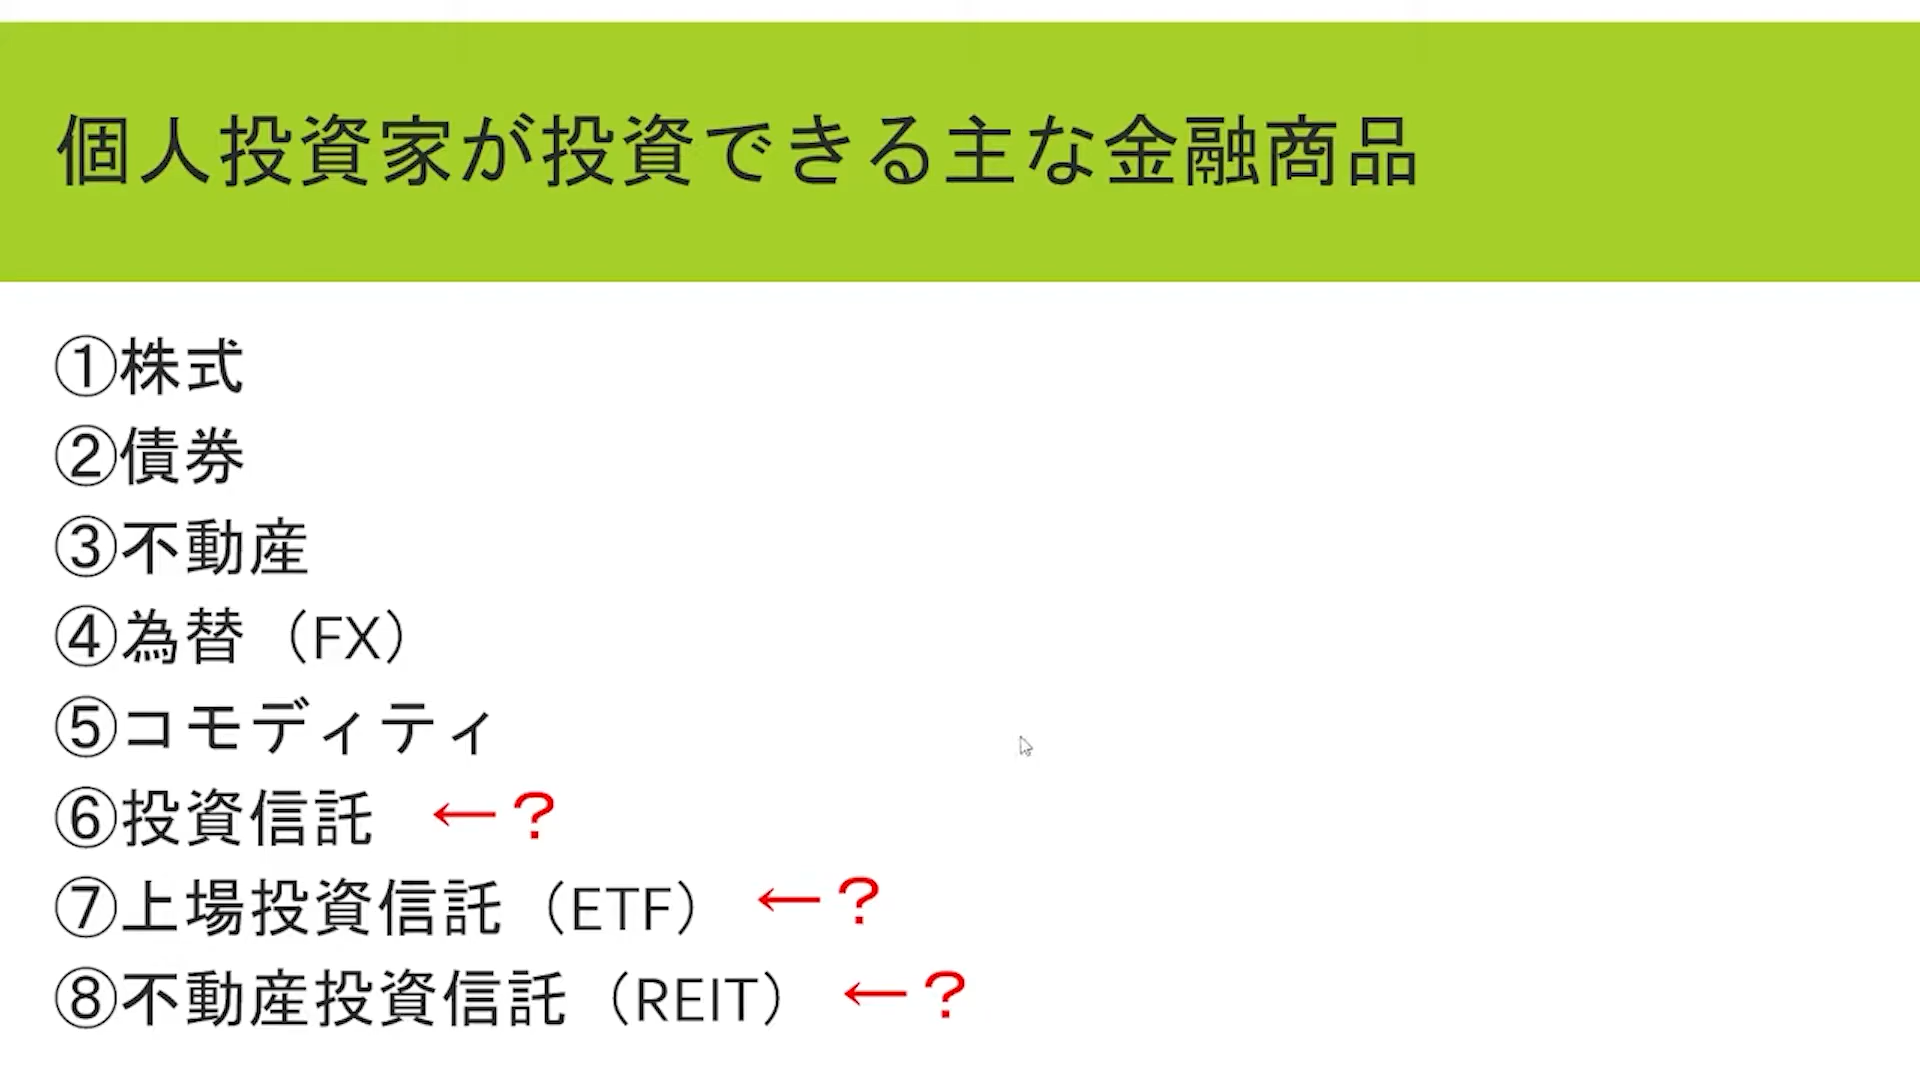 個人投資家が投資できる主な金融商品
①株式
②債券
③不動産
④為替（FX）
⑤コモディティ
⑥投資信託 ←？
⑦上場投資信託（ETF） ←？
⑧不動産投資信託（REIT） ←？